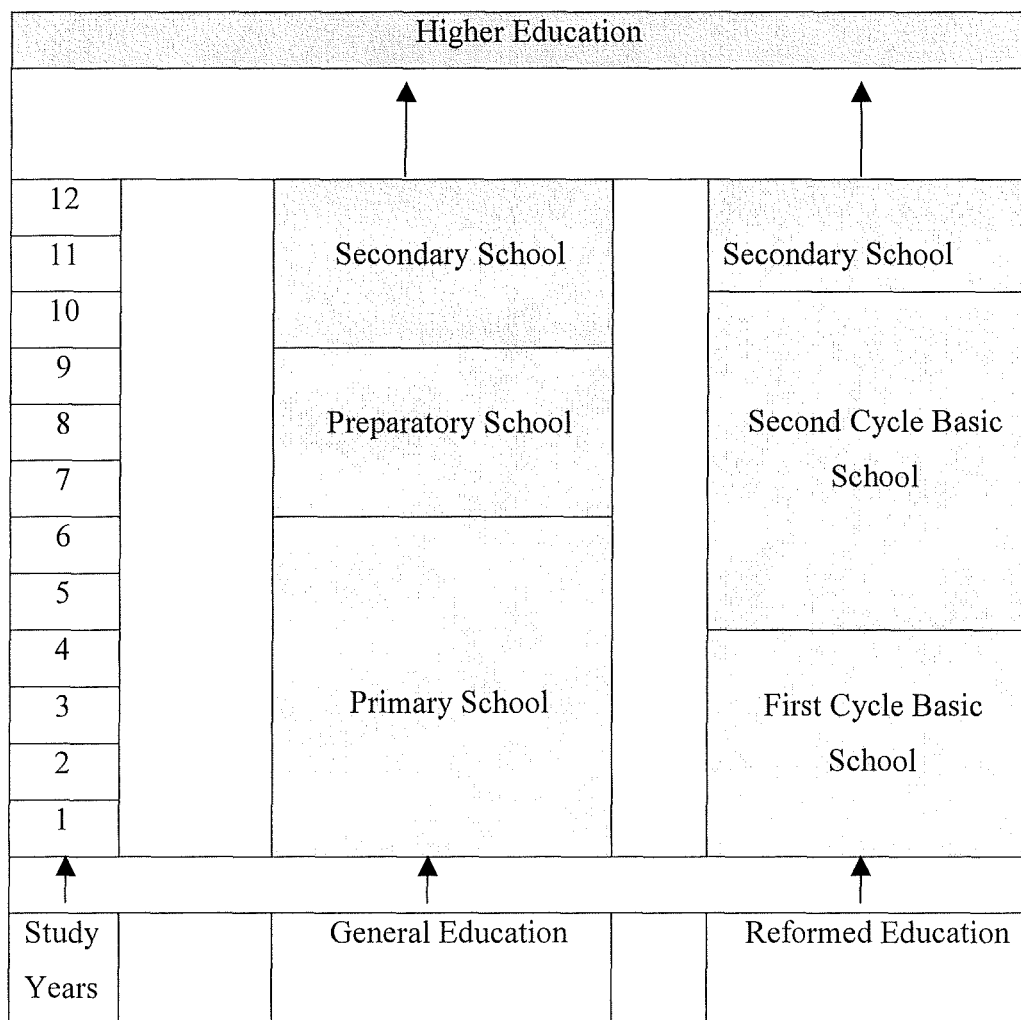 Higher Education
12
11
Secondary School
Secondary School
10
9
8
Preparatory School
Second Cycle Basic
School
7
6
5
4
3
Primary School
First Cycle Basic
School
2
1
Study
Years
General Education
Reformed Education